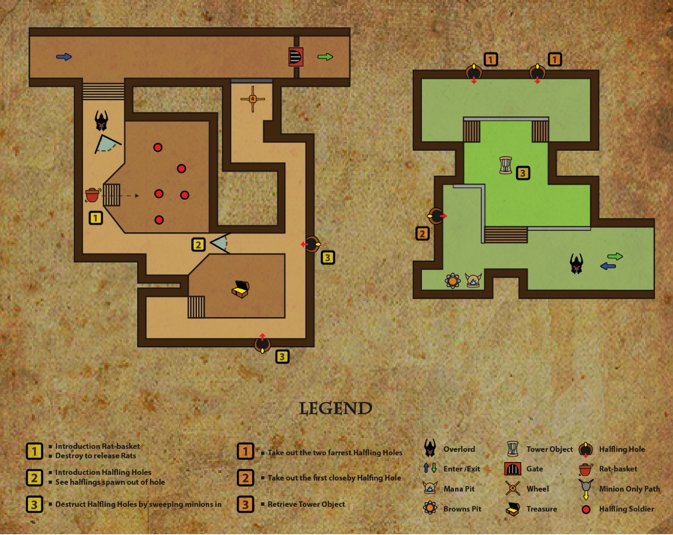 1
1
3
2
1
2
3
3
LEGEND
1
Introduction Rat-basket
Destroy to release Rats
2
Introduction Halfling Holes
See halflings spawn out of hole
3
Destruct Halfling Holes by sweeping minions in
1
Take out the two farrest Halfling Holes
2
Take out the first closeby Halfing Hole
3
Retrieve Tower Object
Overlord
Enter /Exit
Mana Pit
Browns Pit
Tower Object
Gate
Wheel
Treasure
Halfling Hole
Rat-basket
Minion Only Path
Halfling Soldier